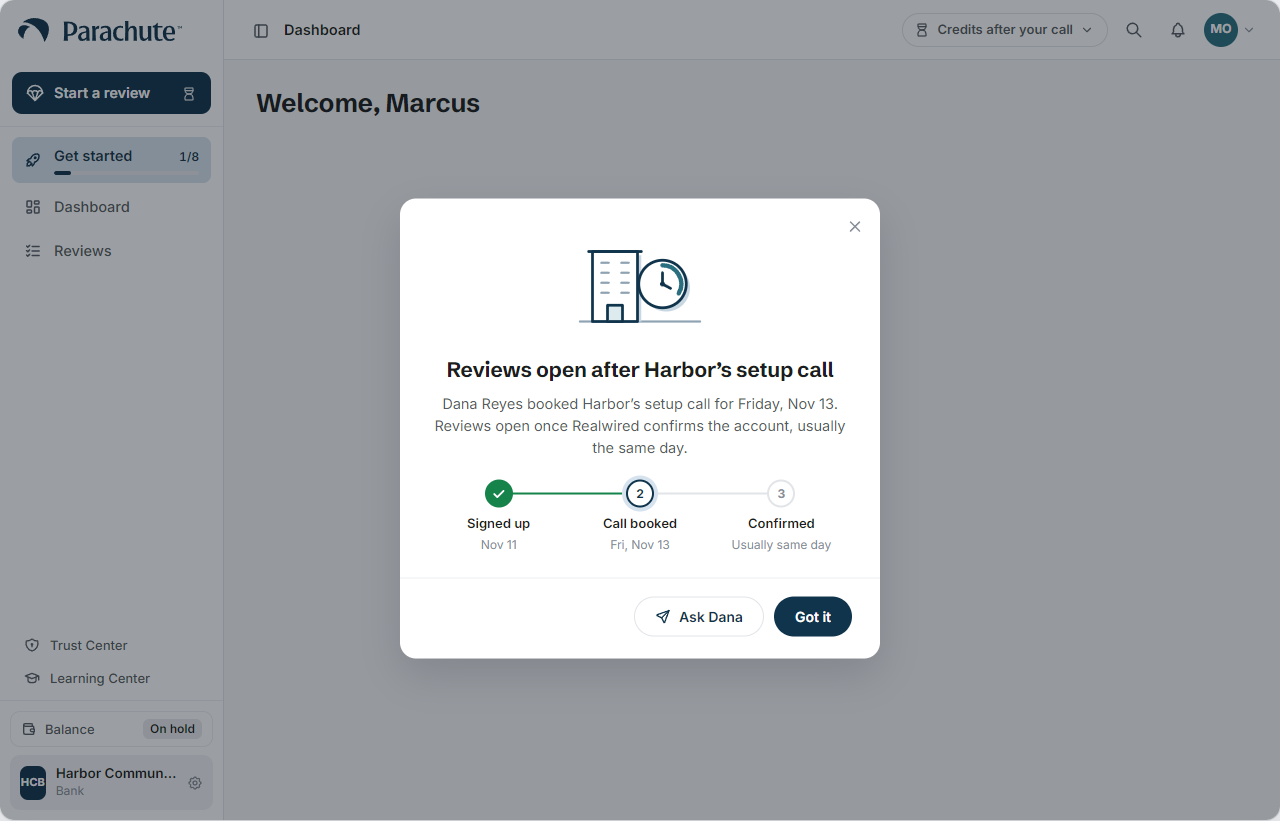 Parachute™
Dashboard
Credits after your call
MO
Start a review
Welcome, Marcus
Get started
1/8
Dashboard
Reviews
Reviews open after Harbor’s setup call
Dana Reyes booked Harbor’s setup call for Friday, Nov 13.
Reviews open once Realwired confirms the account, usually
the same day.
2
3
Signed up
Call booked
Confirmed
Nov 11
Fri, Nov 13
Usually same day
Ask Dana
Got it
Trust Center
Learning Center
Balance
On hold
HCB
Harbor Commun...
Bank